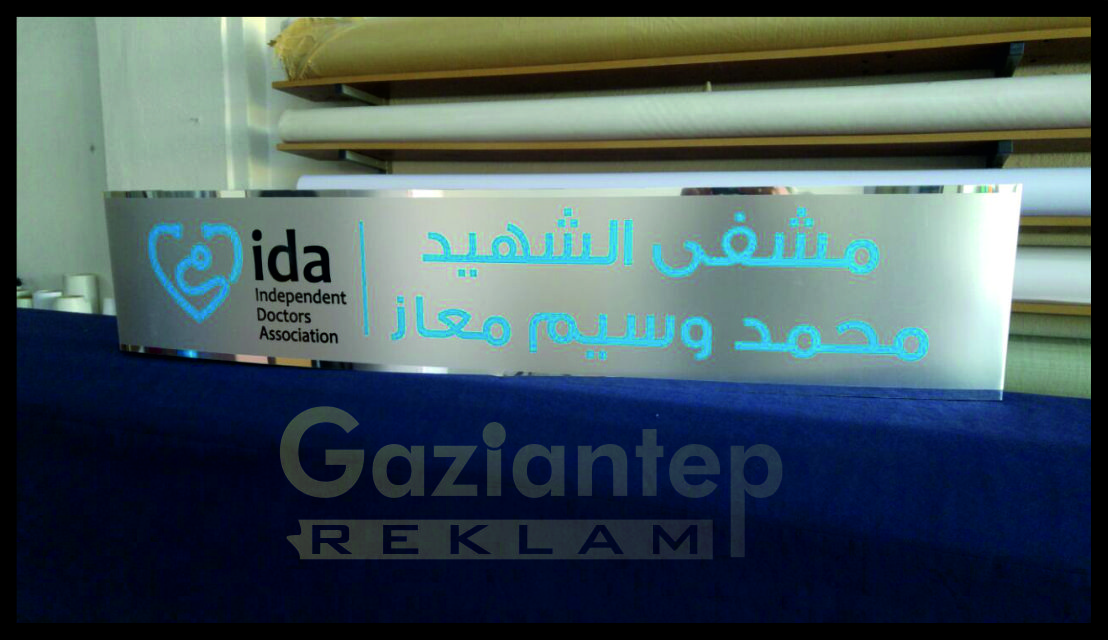 ida
Independent
Doctors
Association
مشفى الشهيد
محمد وسيم معاز
Gaziantep
REKLAM